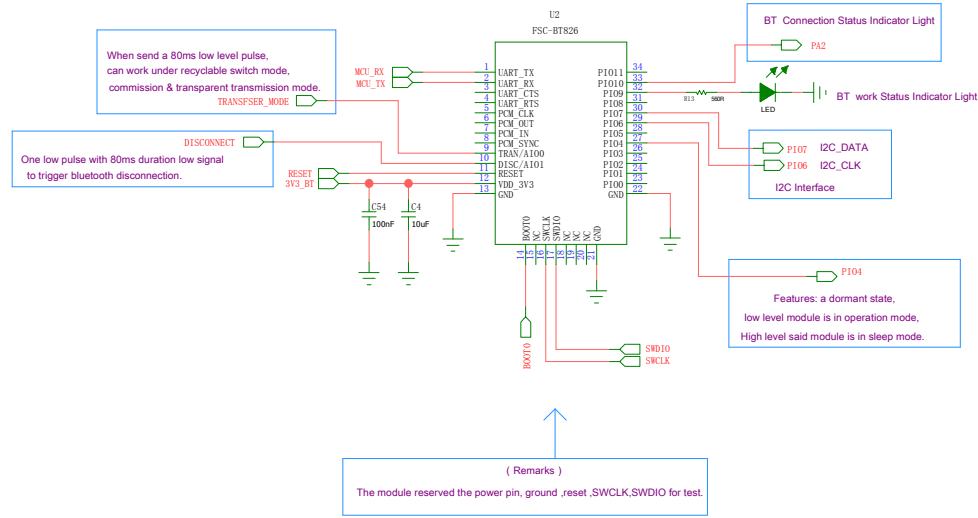 U2
FSC-BT826
BT Connection Status Indicator Light
PA2
When send a 80ms low level pulse,
can work under recyclable switch mode,
commission & transparent transmission mode.
TRANSFSER_MODE
MCU_RX
MCU_TX
DISCONNECT
One low pulse with 80ms duration low signal
to trigger bluetooth disconnection.
RESET
3V3_BT
C54
100nF
C4
10uF
1 UART_TX
2 UART_RX
3 UART_CTS
4 UART_RTS
5 PCM_CLK
6 PCM_OUT
7 PCM_IN
8 PCM_SYNC
9 TRAN/AIO0
10 DISC/AIO1
11 RESET
12 VDD_3V3
13 GND
PIO11 34
PIO10 33
PIO9 32
PIO8 31
PIO7 30
PIO6 29
PIO5 28
PIO4 27
PIO3 26
PIO2 25
PIO1 24
PIO0 23
GND 22
BOOT0 14
NC 15
SWCLK 16
SWDIO 17
NC 18
NC 19
NC 20
GND 21
R13
560R
LED
BT work Status Indicator Light
PIO7 I2C_DATA
PIO6 I2C_CLK
I2C Interface
PIO4
Features: a dormant state,
low level module is in operation mode,
High level said module is in sleep mode.
BOOT0
SWDIO
SWCLK
( Remarks )
The module reserved the power pin, ground ,reset ,SWCLK,SWDIO for test.